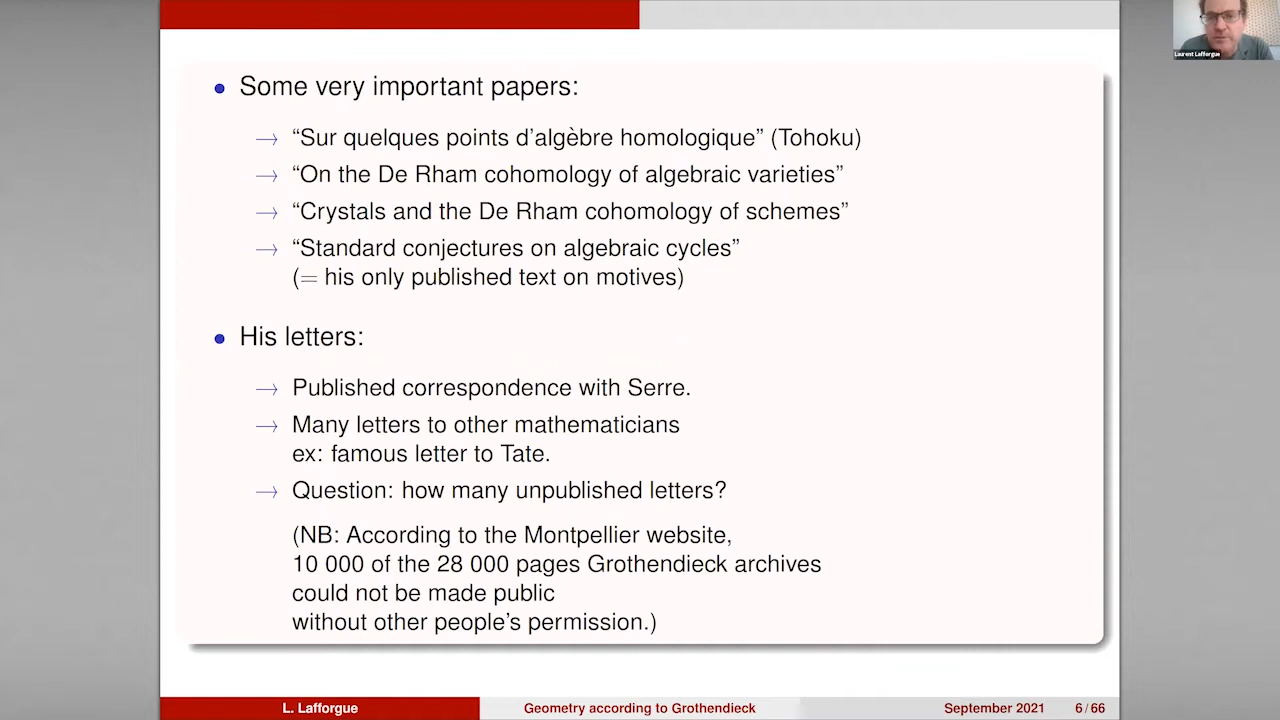 Laurent Lafforgue
• Some very important papers:
→ “Sur quelques points d’algèbre homologique” (Tohoku)
→ “On the De Rham cohomology of algebraic varieties”
→ “Crystals and the De Rham cohomology of schemes”
→ “Standard conjectures on algebraic cycles”
(= his only published text on motives)
• His letters:
→ Published correspondence with Serre.
→ Many letters to other mathematicians
ex: famous letter to Tate.
→ Question: how many unpublished letters?
(NB: According to the Montpellier website,
10 000 of the 28 000 pages Grothendieck archives
could not be made public
without other people’s permission.)
L. Lafforgue Geometry according to Grothendieck September 2021 6 / 66